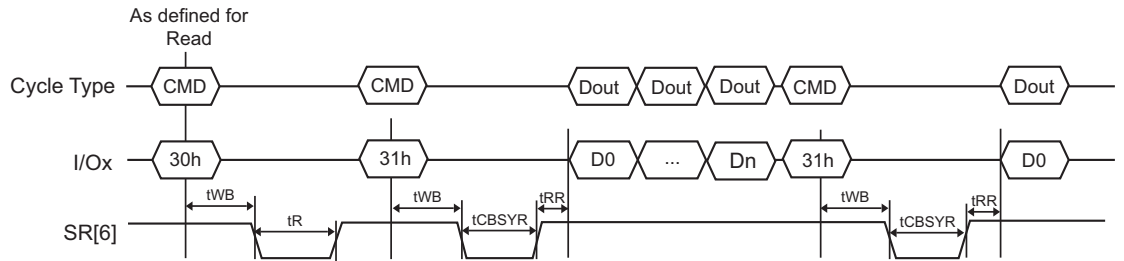 As defined for
Read
Cycle Type CMD CMD Dout Dout Dout CMD Dout
I/Ox 30h 31h D0 ... Dn 31h D0
tWB tR tWB tCBSYR tRR tWB tCBSYR tRR
SR[6]